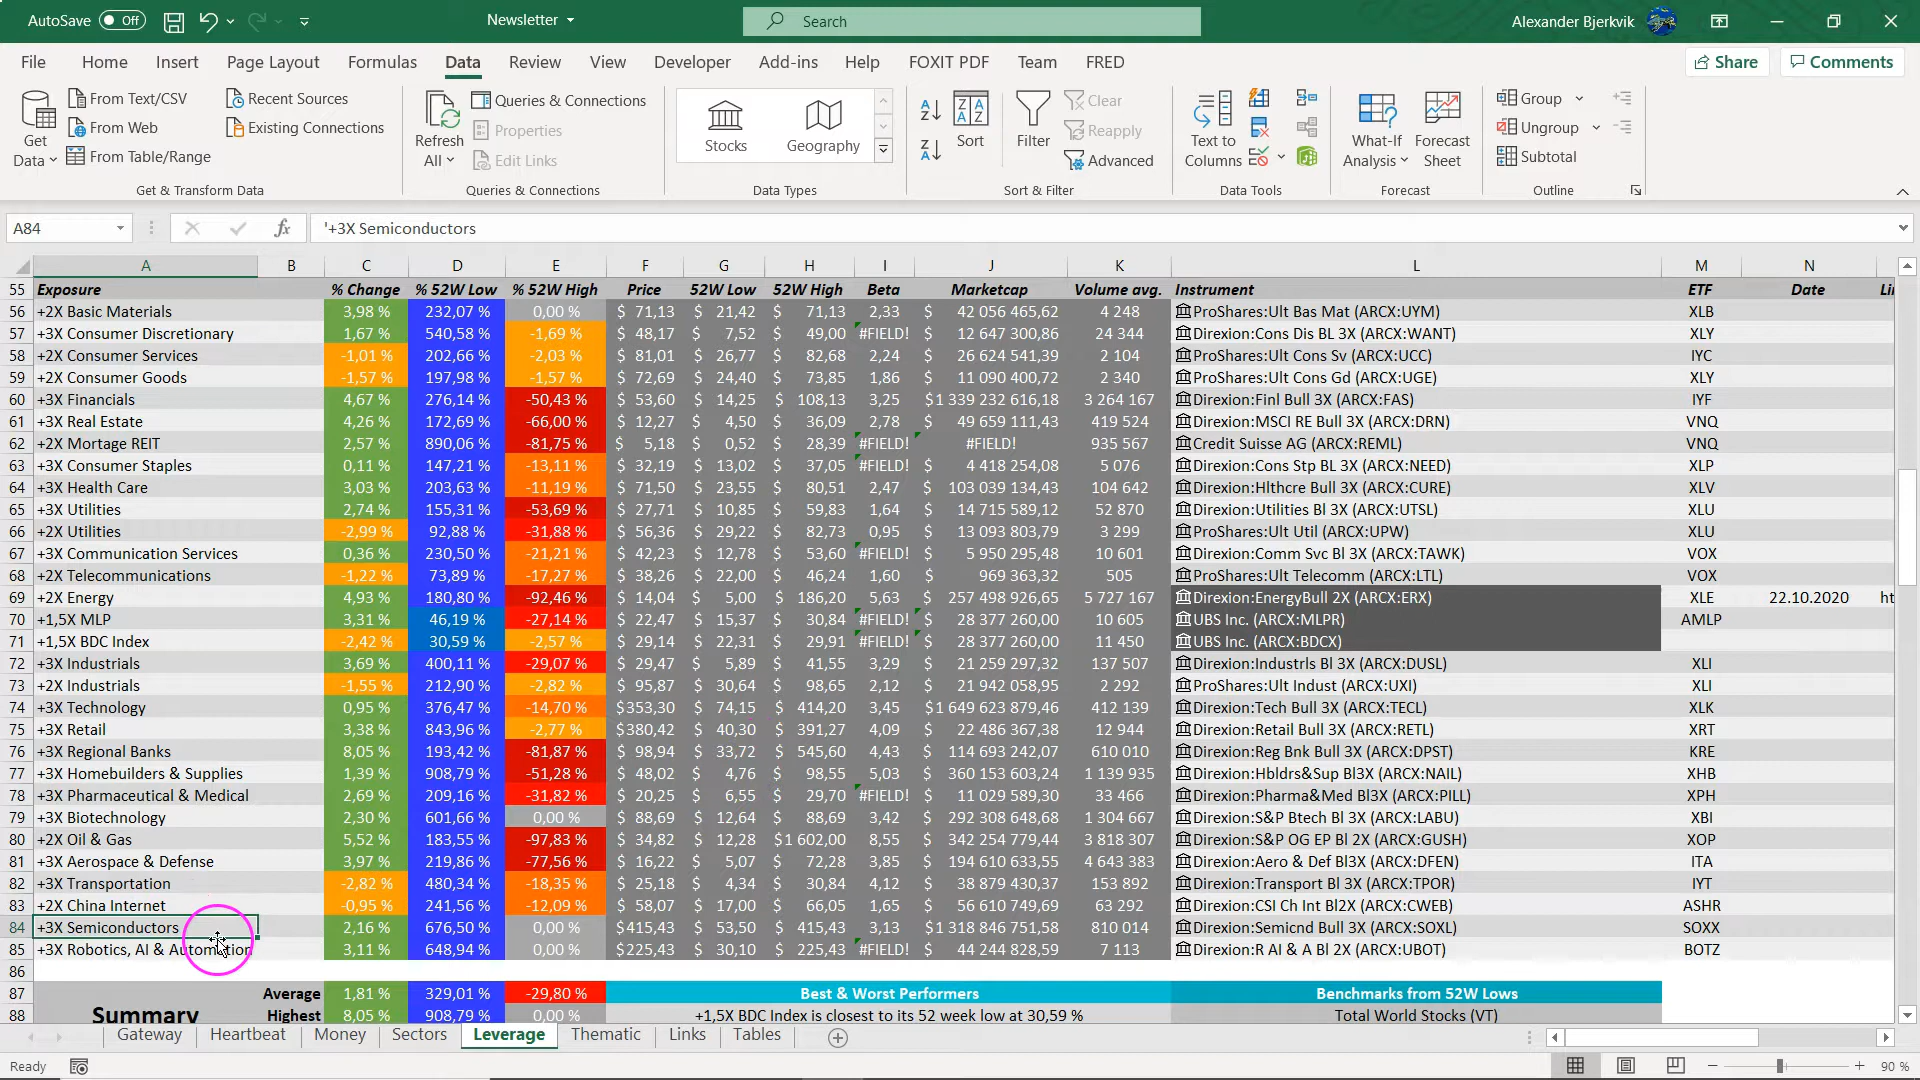 AutoSave Off Newsletter Search Alexander Bjerkvik
File Home Insert Page Layout Formulas Data Review View Developer Add-ins Help FOXIT PDF Team FRED Share Comments
Get Data From Text/CSV From Web From Table/Range Recent Sources Existing Connections
Get & Transform Data
Refresh All Queries & Connections Properties Edit Links
Queries & Connections
Stocks Geography
Data Types
Sort Filter Clear Reapply Advanced
Sort & Filter
Text to Columns
Data Tools
What-If Analysis Forecast Sheet
Forecast
Group Ungroup Subtotal
Outline
A84 fx '+3X Semiconductors
A B C D E F G H I J K L M N
55 Exposure % Change % 52W Low % 52W High Price 52W Low 52W High Beta Marketcap Volume avg. Instrument ETF Date
56 +2X Basic Materials 3,98 % 232,07 % 0,00 % $ 71,13 $ 21,42 $ 71,13 2,33 $ 42 056 465,62 4 248 ProShares:Ult Bas Mat (ARCX:UYM) XLB
57 +3X Consumer Discretionary 1,67 % 540,58 % -1,69 % $ 48,17 $ 7,52 $ 49,00 #FIELD! $ 12 647 300,86 24 344 Direxion:Cons Dis BL 3X (ARCX:WANT) XLY
58 +2X Consumer Services -1,01 % 202,66 % -2,03 % $ 81,01 $ 26,77 $ 82,68 2,24 $ 26 624 541,39 2 104 ProShares:Ult Cons Sv (ARCX:UCC) IYC
59 +2X Consumer Goods -1,57 % 197,98 % -1,57 % $ 72,69 $ 24,40 $ 73,85 1,86 $ 11 090 400,72 2 340 ProShares:Ult Cons Gd (ARCX:UGE) XLY
60 +3X Financials 4,67 % 276,14 % -50,43 % $ 53,60 $ 14,25 $ 108,13 3,25 $1 339 232 616,18 3 264 167 Direxion:Finl Bull 3X (ARCX:FAS) IYF
61 +3X Real Estate 4,26 % 172,69 % -66,00 % $ 12,27 $ 4,50 $ 36,09 2,78 $ 49 659 111,43 419 524 Direxion:MSCI RE Bull 3X (ARCX:DRN) VNQ
62 +2X Mortage REIT 2,57 % 890,06 % -81,75 % $ 5,18 $ 0,52 $ 28,39 #FIELD! #FIELD! 935 567 Credit Suisse AG (ARCX:REML) VNQ
63 +3X Consumer Staples 0,11 % 147,21 % -13,11 % $ 32,19 $ 13,02 $ 37,05 #FIELD! $ 4 418 254,08 5 076 Direxion:Cons Stp BL 3X (ARCX:NEED) XLP
64 +3X Health Care 3,03 % 203,63 % -11,19 % $ 71,50 $ 23,55 $ 80,51 2,47 $ 103 039 134,43 104 642 Direxion:Hlthcre Bull 3X (ARCX:CURE) XLV
65 +3X Utilities 2,74 % 155,31 % -53,69 % $ 27,71 $ 10,85 $ 59,83 1,64 $ 14 715 589,12 52 870 Direxion:Utilities Bl 3X (ARCX:UTSL) XLU
66 +2X Utilities -2,99 % 92,88 % -31,88 % $ 56,36 $ 29,22 $ 82,73 0,95 $ 13 093 803,79 3 299 ProShares:Ult Util (ARCX:UPW) XLU
67 +3X Communication Services 0,36 % 230,50 % -21,21 % $ 42,23 $ 12,78 $ 53,60 #FIELD! $ 5 950 295,48 10 601 Direxion:Comm Svc Bl 3X (ARCX:TAWK) VOX
68 +2X Telecommunications -1,22 % 73,89 % -17,27 % $ 38,26 $ 22,00 $ 46,24 1,60 $ 969 363,32 505 ProShares:Ult Telecomm (ARCX:LTL) VOX
69 +2X Energy 4,93 % 180,80 % -92,46 % $ 14,04 $ 5,00 $ 186,20 5,63 $ 257 498 926,65 5 727 167 Direxion:EnergyBull 2X (ARCX:ERX) XLE 22.10.2020 ht
70 +1,5X MLP 3,31 % 46,19 % -27,14 % $ 22,47 $ 15,37 $ 30,84 #FIELD! $ 28 377 260,00 10 605 UBS Inc. (ARCX:MLPR) AMLP
71 +1,5X BDC Index -2,42 % 30,59 % -2,57 % $ 29,14 $ 22,31 $ 29,91 #FIELD! $ 28 377 260,00 11 450 UBS Inc. (ARCX:BDCX)
72 +3X Industrials 3,69 % 400,11 % -29,07 % $ 29,47 $ 5,89 $ 41,55 3,29 $ 21 259 297,32 137 507 Direxion:Industrls Bl 3X (ARCX:DUSL) XLI
73 +2X Industrials -1,55 % 212,90 % -2,82 % $ 95,87 $ 30,64 $ 98,65 2,12 $ 21 942 058,95 2 292 ProShares:Ult Indust (ARCX:UXI) XLI
74 +3X Technology 0,95 % 376,47 % -14,70 % $353,30 $ 74,15 $ 414,20 3,45 $1 649 623 879,46 412 139 Direxion:Tech Bull 3X (ARCX:TECL) XLK
75 +3X Retail 3,38 % 843,96 % -2,77 % $380,42 $ 40,30 $ 391,27 4,09 $ 22 486 367,38 12 944 Direxion:Retail Bull 3X (ARCX:RETL) XRT
76 +3X Regional Banks 8,05 % 193,42 % -81,87 % $ 98,94 $ 33,72 $ 545,60 4,43 $ 114 693 242,07 610 010 Direxion:Reg Bnk Bull 3X (ARCX:DPST) KRE
77 +3X Homebuilders & Supplies 1,39 % 908,79 % -51,28 % $ 48,02 $ 4,76 $ 98,55 5,03 $ 360 153 603,24 1 139 935 Direxion:Hbldrs&Sup Bl3X (ARCX:NAIL) XHB
78 +3X Pharmaceutical & Medical 2,69 % 209,16 % -31,82 % $ 20,25 $ 6,55 $ 29,70 #FIELD! $ 11 029 589,30 33 466 Direxion:Pharma&Med Bl3X (ARCX:PILL) XPH
79 +3X Biotechnology 2,30 % 601,66 % 0,00 % $ 88,69 $ 12,64 $ 88,69 3,42 $ 292 308 648,68 1 304 667 Direxion:S&P Btech Bl 3X (ARCX:LABU) XBI
80 +2X Oil & Gas 5,52 % 183,55 % -97,83 % $ 34,82 $ 12,28 $1 602,00 8,55 $ 342 254 779,44 3 818 307 Direxion:S&P OG EP Bl 2X (ARCX:GUSH) XOP
81 +3X Aerospace & Defense 3,97 % 219,86 % -77,56 % $ 16,22 $ 5,07 $ 72,28 3,85 $ 194 610 633,55 4 643 383 Direxion:Aero & Def Bl3X (ARCX:DFEN) ITA
82 +3X Transportation -2,82 % 480,34 % -18,35 % $ 25,18 $ 4,34 $ 30,84 4,12 $ 38 879 430,37 153 892 Direxion:Transport Bl 3X (ARCX:TPOR) IYT
83 +2X China Internet -0,95 % 241,56 % -12,09 % $ 58,07 $ 17,00 $ 66,05 1,65 $ 56 610 749,69 63 292 Direxion:CSI Ch Int Bl2X (ARCX:CWEB) ASHR
84 +3X Semiconductors 2,16 % 676,50 % 0,00 % $415,43 $ 53,50 $ 415,43 3,13 $1 318 846 751,58 810 014 Direxion:Semicnd Bull 3X (ARCX:SOXL) SOXX
85 +3X Robotics, AI & Automation 3,11 % 648,94 % 0,00 % $225,43 $ 30,10 $ 225,43 #FIELD! $ 44 244 828,59 7 113 Direxion:R AI & A Bl 2X (ARCX:UBOT) BOTZ
86
87 Average 1,81 % 329,01 % -29,80 % Best & Worst Performers Benchmarks from 52W Lows
88 Summary Highest 8,05 % 908,79 % 0,00 % +1,5X BDC Index is closest to its 52 week low at 30,59 % Total World Stocks (VT)
Gateway Heartbeat Money Sectors Leverage Thematic Links Tables
Ready 90 %